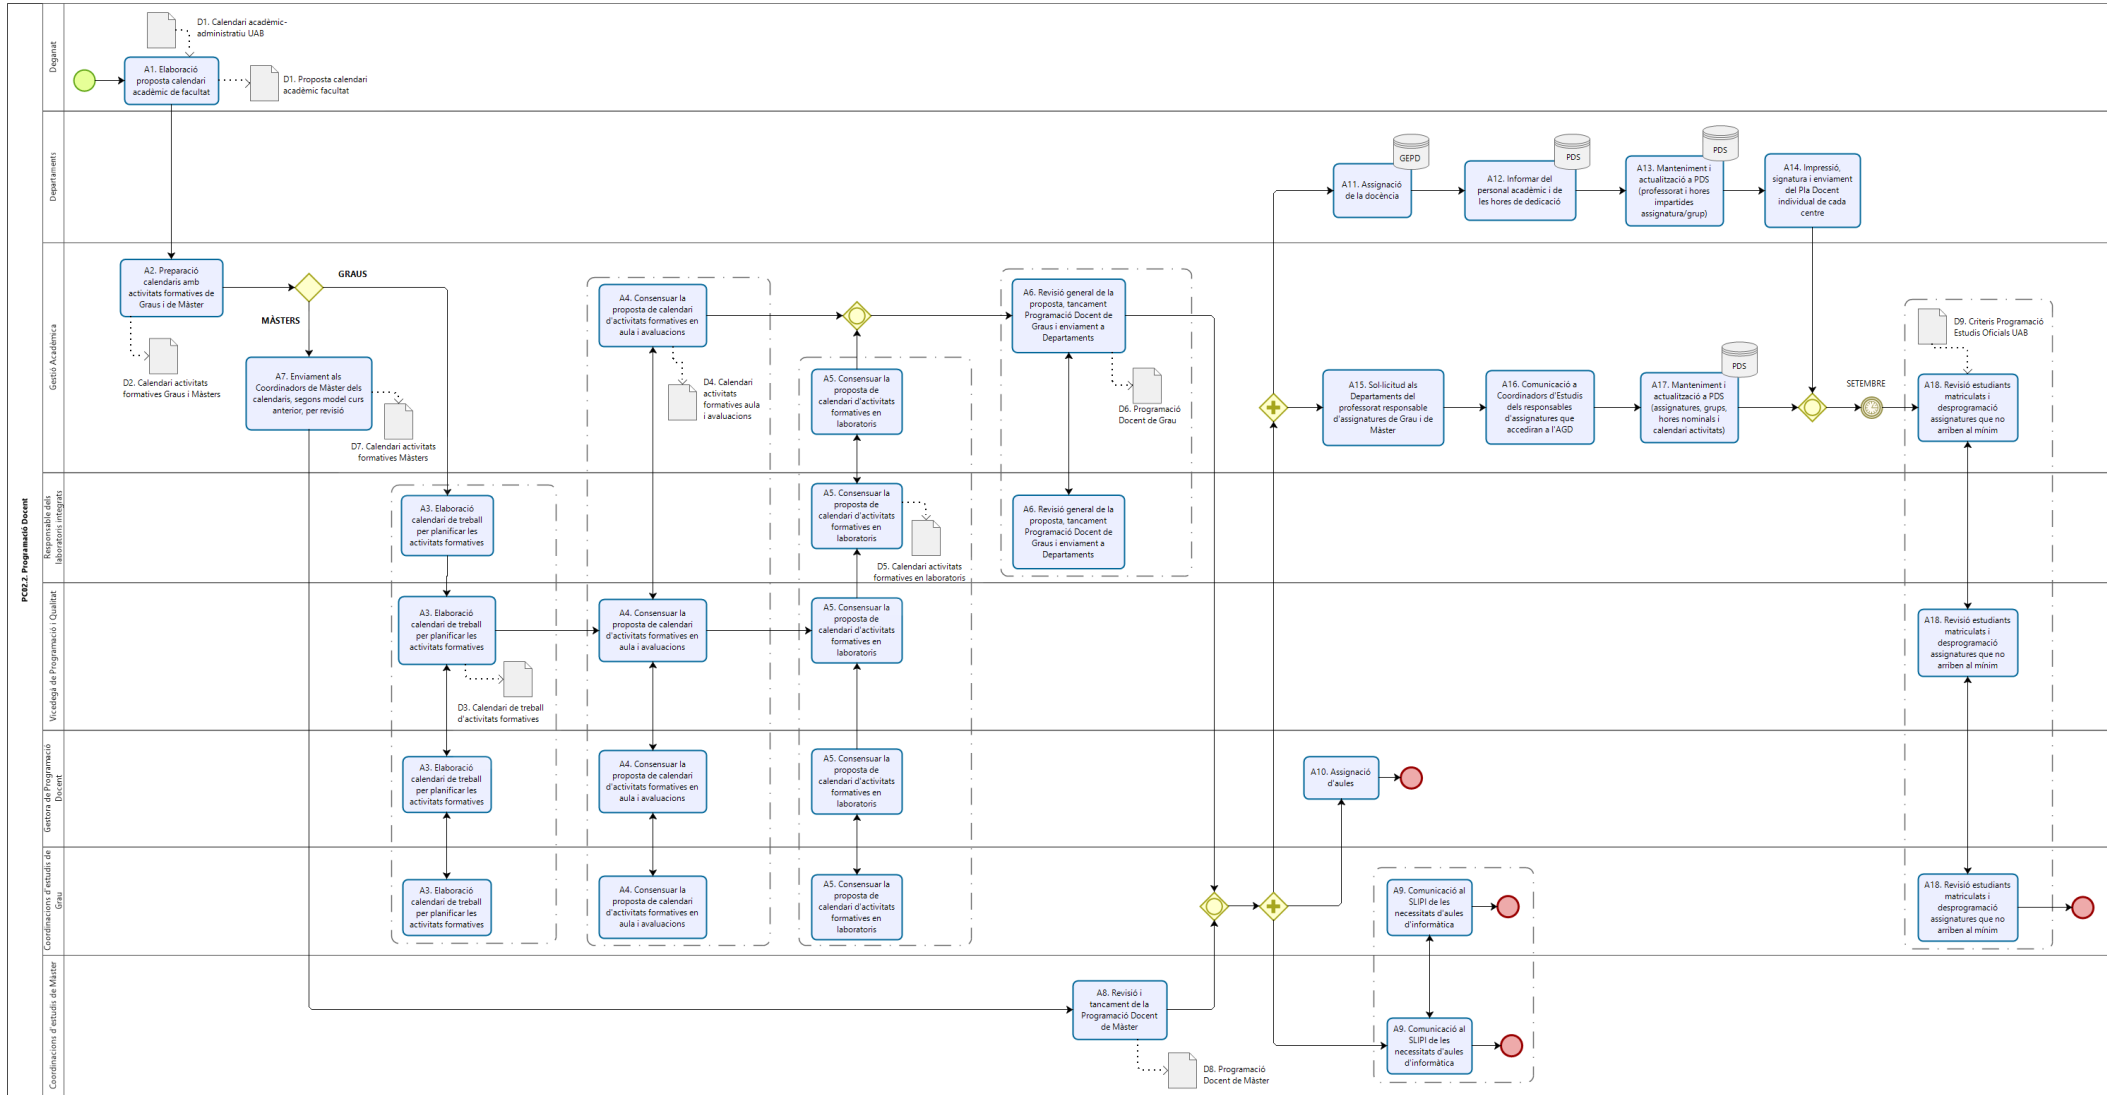 PC02.2. Programació Docent
Deganat
D1. Calendari acadèmic-
administratiu UAB
A1. Elaboració
proposta calendari
acadèmic de facultat
D1. Proposta calendari
acadèmic facultat
Departaments
GEPD
A11. Assignació
de la docència
PDS
A12. Informar del
personal acadèmic i de
les hores de dedicació
PDS
A13. Manteniment i
actualització a PDS
(professorat i hores
impartides
assignatura/grup)
A14. Impressió,
signatura i enviament
del Pla Docent
individual de cada
centre
Gestió Acadèmica
A2. Preparació
calendaris amb
activitats formatives de
Graus i de Màster
D2. Calendari activitats
formatives Graus i Màsters
GRAUS
MÀSTERS
A7. Enviament als
Coordinadors de Màster dels
calendaris, segons model curs
anterior, per revisió
D7. Calendari activitats
formatives Màsters
A4. Consensuar la
proposta de calendari
d'activitats formatives en
aula i avaluacions
D4. Calendari
activitats
formatives aula
i avaluacions
A5. Consensuar la
proposta de
calendari d'activitats
formatives en
laboratoris
A6. Revisió general de la
proposta, tancament
Programació Docent de
Graus i enviament a
Departaments
D6. Programació
Docent de Grau
A15. Sol·licitud als
Departaments del
professorat responsable
d'assignatures de Grau i de
Màster
A16. Comunicació a
Coordinadors d'Estudis
dels responsables
d'assignatures que
accediran a l'AGD
PDS
A17. Manteniment i
actualització a PDS
(assignatures, grups,
hores nominals i
calendari activitats)
SETEMBRE
D9. Criteris Programació
Estudis Oficials UAB
A18. Revisió estudiants
matriculats i
desprogramació
assignatures que no
arriben al mínim
Responsable dels
laboratoris integrats
A3. Elaboració
calendari de treball
per planificar les
activitats formatives
A5. Consensuar la
proposta de
calendari d'activitats
formatives en
laboratoris
D5. Calendari activitats
formatives en laboratoris
A6. Revisió general de la
proposta, tancament
Programació Docent de
Graus i enviament a
Departaments
Vicedegà de Programació i Qualitat
A3. Elaboració
calendari de treball
per planificar les
activitats formatives
D3. Calendari de treball
d'activitats formatives
A4. Consensuar la
proposta de calendari
d'activitats formatives en
aula i avaluacions
A5. Consensuar la
proposta de
calendari d'activitats
formatives en
laboratoris
A18. Revisió estudiants
matriculats i
desprogramació
assignatures que no
arriben al mínim
Gestora de Programació
Docent
A3. Elaboració
calendari de treball
per planificar les
activitats formatives
A4. Consensuar la
proposta de calendari
d'activitats formatives en
aula i avaluacions
A5. Consensuar la
proposta de
calendari d'activitats
formatives en
laboratoris
A10. Assignació
d'aules
Coordinacions d'estudis de
Grau
A3. Elaboració
calendari de treball
per planificar les
activitats formatives
A4. Consensuar la
proposta de calendari
d'activitats formatives en
aula i avaluacions
A5. Consensuar la
proposta de
calendari d'activitats
formatives en
laboratoris
A9. Comunicació al
SLIPI de les
necessitats d'aules
d'informàtica
A18. Revisió estudiants
matriculats i
desprogramació
assignatures que no
arriben al mínim
Coordinacions d'estudis de Màster
A8. Revisió i
tancament de la
Programació Docent
de Màster
D8. Programació
Docent de Màster
A9. Comunicació al
SLIPI de les
necessitats d'aules
d'informàtica